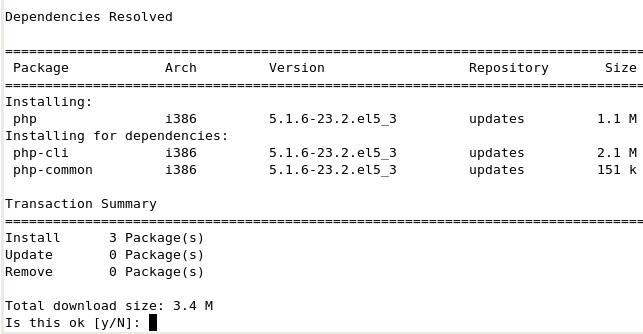 Dependencies Resolved
================================================================================
 Package            Arch         Version                  Repository       Size
================================================================================
Installing:
 php                i386         5.1.6-23.2.el5_3         updates         1.1 M
Installing for dependencies:
 php-cli            i386         5.1.6-23.2.el5_3         updates         2.1 M
 php-common         i386         5.1.6-23.2.el5_3         updates         151 k
Transaction Summary
================================================================================
Install      3 Package(s)
Update       0 Package(s)
Remove       0 Package(s)
Total download size: 3.4 M
Is this ok [y/N]: